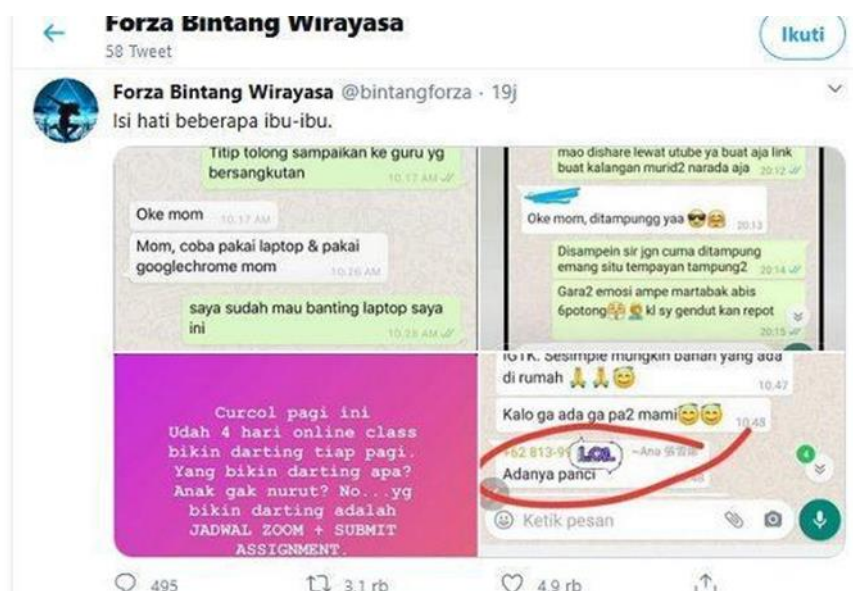 Forza Bintang Wirayasa
58 Tweet
Ikuti
Forza Bintang Wirayasa @bintangforza · 19j
Isi hati beberapa ibu-ibu.
Titip tolong sampaikan ke guru yg
bersangkutan
10.17 AM
Oke mom 10.17 AM
Mom, coba pakai laptop & pakai
googlechrome mom
10.26 AM
saya sudah mau banting laptop saya
ini
10.28 AM
mao dishare lewat utube ya buat aja link
buat kalangan murid2 narada aja 20:12
Oke mom, ditampungg yaa 😎🤗 20:13
Disampein sir jgn cuma ditampung
emang situ tempayan tampung2 20:14
Gara2 emosi ampe martabak abis
6potong kl sy gendut kan repot
20:15
Curcol pagi ini
Udah 4 hari online class
bikin darting tiap pagi.
Yang bikin darting apa?
Anak gak nurut? No...yg
bikin darting adalah
JADWAL ZOOM + SUBMIT
ASSIGNMENT.
IGTK. Sesimple mungkin bahan yang ada
di rumah 🙏🙏😇
10.47
Kalo ga ada ga pa2 mami😇😇 10.48
+62 813-99 LOL ~Ana
Adanya panci
4
Ketik pesan
495
3,1 rb
4,9 rb